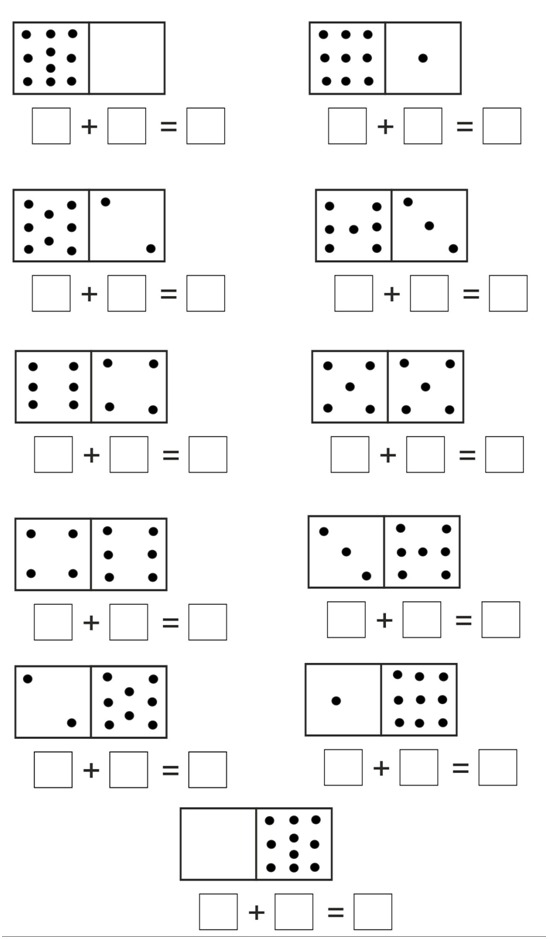 + = + =
+ = + =
+ = + =
+ = + =
+ = + =
+ =